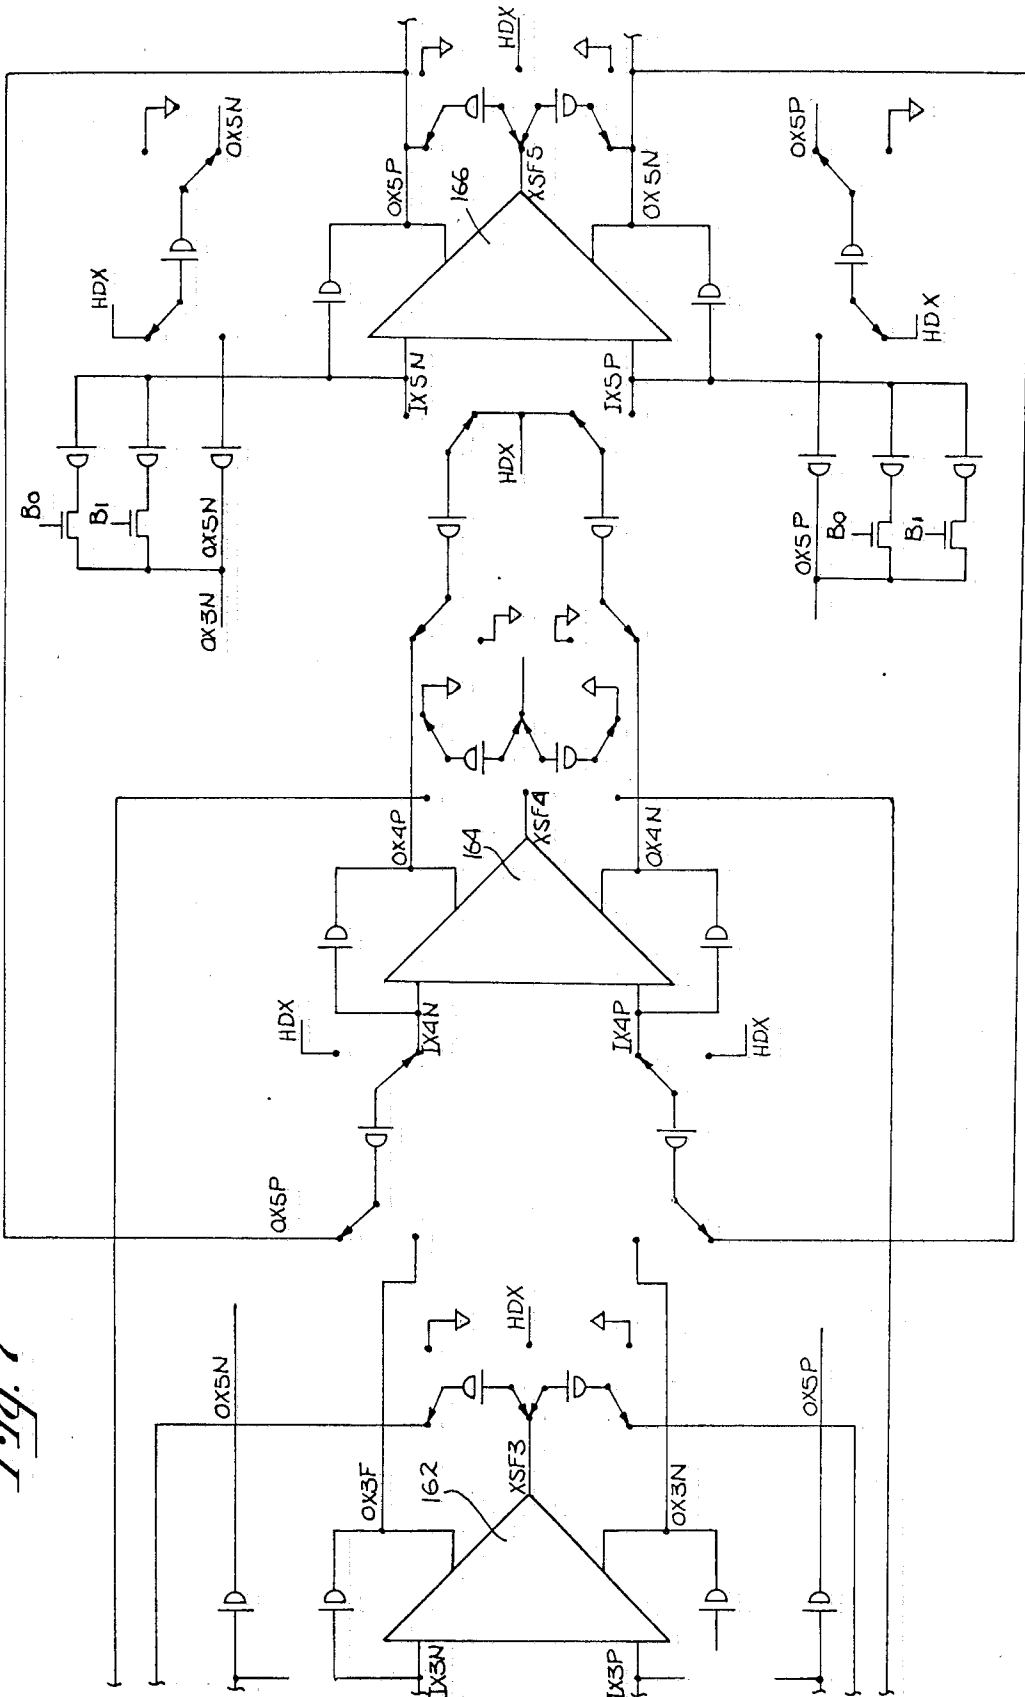 Fig. 7
B0
B1
HDX
OX5N
OX3N
OX5N
OX5N
OX5P
HDX
OX3F
OX4P
OX5P
162
164
166
IX3N
IX4N
IX5N
XSF3
HDX
XSF4
HDX
XSF5
HDX
IX3P
IX4P
IX5P
OX3N
OX4N
OX5N
HDX
OX5P
OX5P
OX5P
B0
B1
HDX